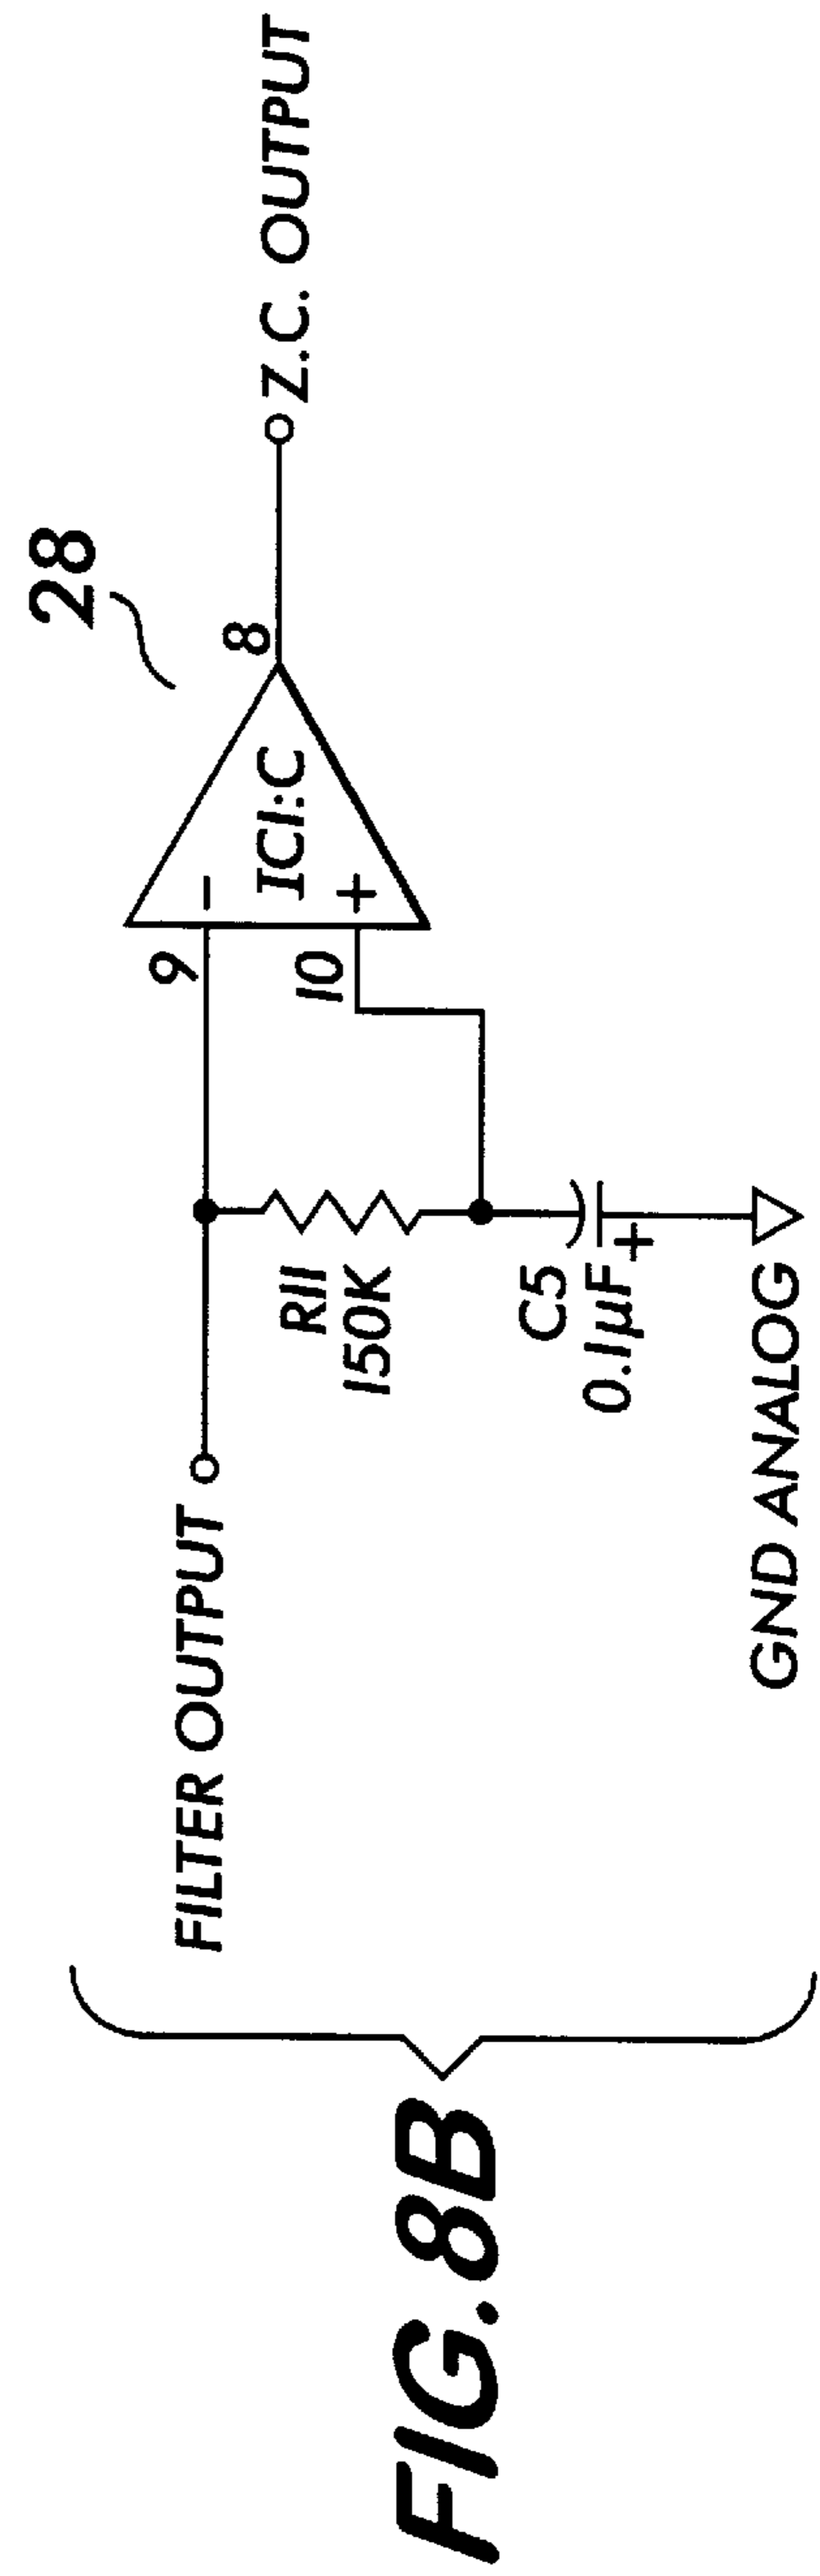 28
FILTER OUTPUT
9
-
8
Z.C. OUTPUT
IC1:C
10
+
R11
150K
C5
0.1µF
+
GND ANALOG
FIG. 8B